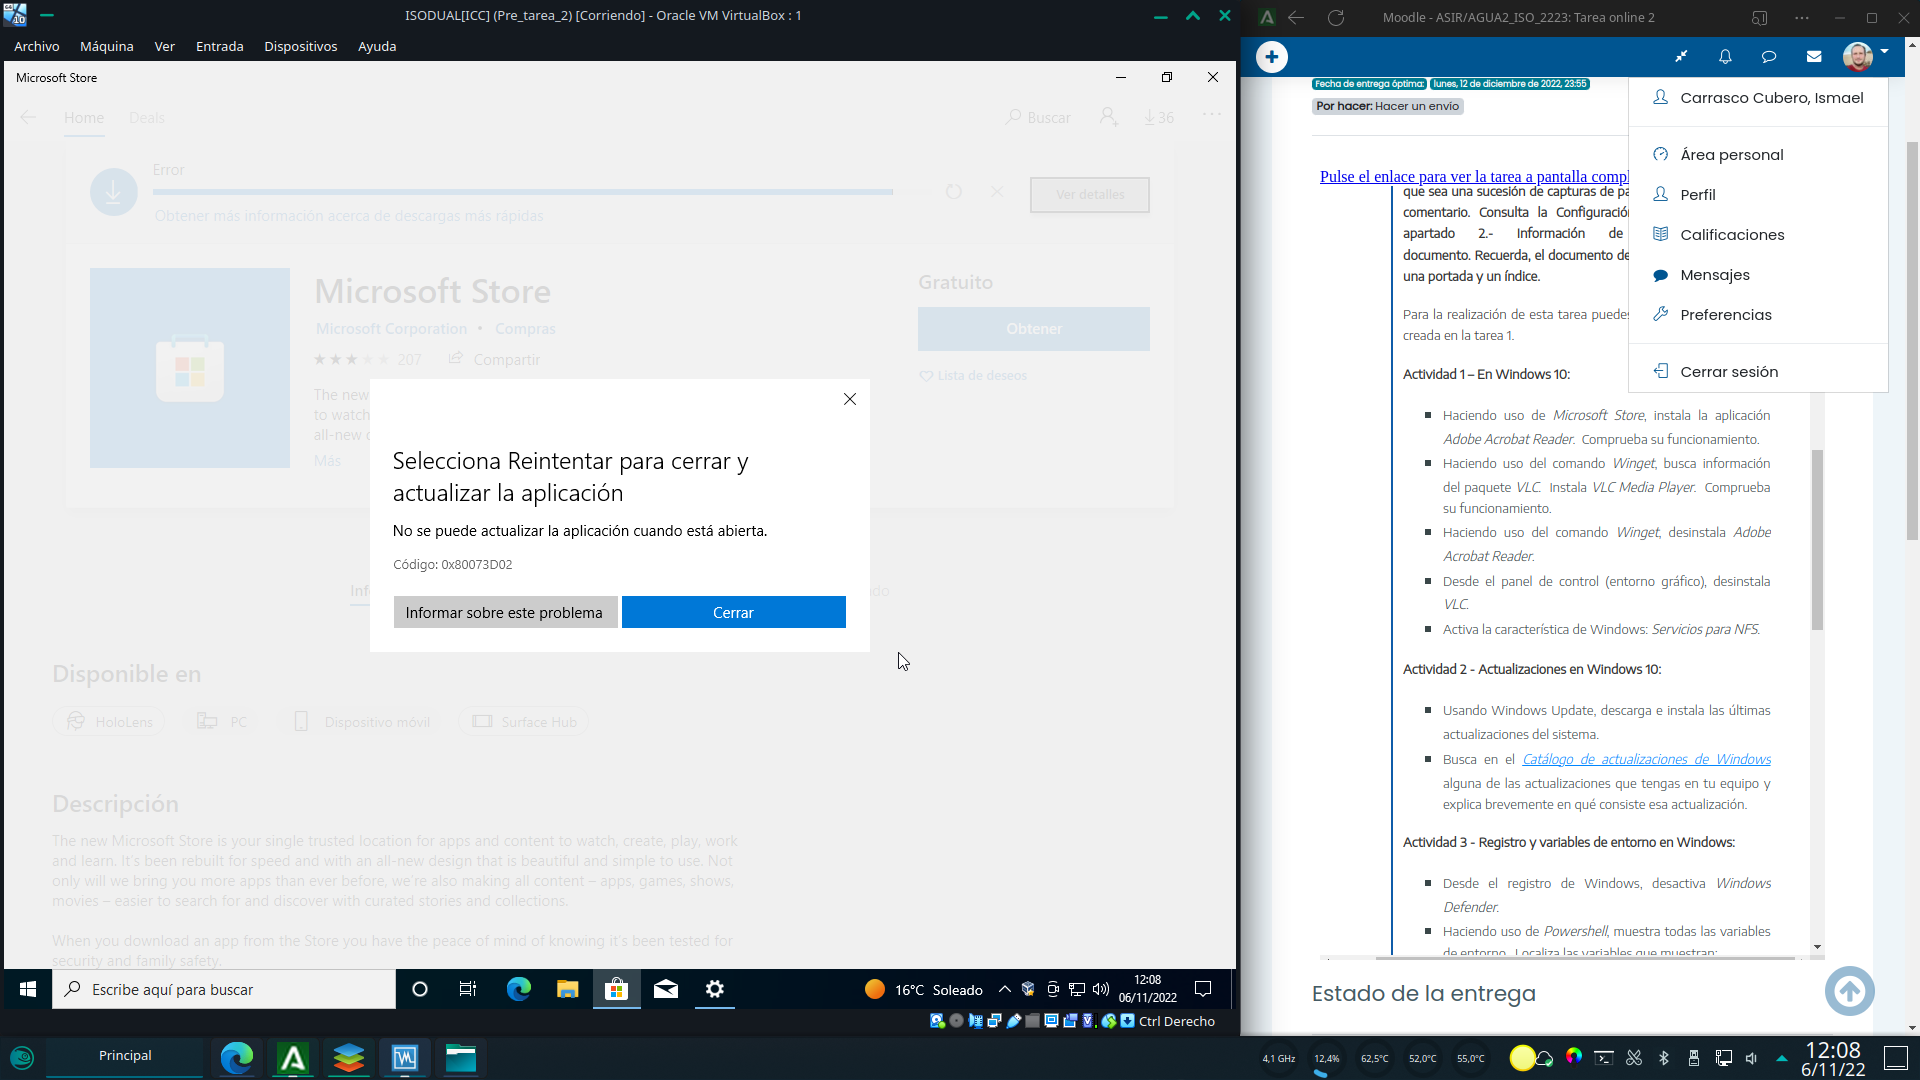 ISODUAL[ICC] (Pre_tarea_2) [Corriendo] - Oracle VM VirtualBox : 1
Archivo Máquina Ver Entrada Dispositivos Ayuda
Microsoft Store
Home Deals
Buscar
36
Error
Obtener más información acerca de descargas más rápidas
Ver detalles
Microsoft Store
Microsoft Corporation • Compras
207 Compartir
The new
to watch
all-new
Más
Gratuito
Obtener
Lista de deseos
Selecciona Reintentar para cerrar y
actualizar la aplicación
No se puede actualizar la aplicación cuando está abierta.
Código: 0x80073D02
Informar sobre este problema
Cerrar
Disponible en
HoloLens PC Dispositivo móvil Surface Hub
Descripción
The new Microsoft Store is your single trusted location for apps and content to watch, create, play, work
and learn. It's been rebuilt for speed and with an all-new design that is beautiful and simple to use. Not
only will we bring you more apps than ever before, we're also making all content – apps, games, shows,
movies – easier to search for and discover with curated stories and collections.
When you download an app from the Store you have the peace of mind of knowing it's been tested for
security and family safety.
Escribe aquí para buscar
16°C Soleado
12:08
06/11/2022
Ctrl Derecho
Moodle - ASIR/AGUA2_ISO_2223: Tarea online 2
Fecha de entrega óptima: lunes, 12 de diciembre de 2022, 23:55
Por hacer: Hacer un envío
Carrasco Cubero, Ismael
Área personal
Perfil
Calificaciones
Mensajes
Preferencias
Cerrar sesión
Pulse el enlace para ver la tarea a pantalla compl
que sea una sucesión de capturas de pa
comentario. Consulta la Configuración
apartado 2.- Información de
documento. Recuerda, el documento de
una portada y un índice.
Para la realización de esta tarea puedes
creada en la tarea 1.
Actividad 1 – En Windows 10:
Haciendo uso de Microsoft Store, instala la aplicación
Adobe Acrobat Reader. Comprueba su funcionamiento.
Haciendo uso del comando Winget, busca información
del paquete VLC. Instala VLC Media Player. Comprueba
su funcionamiento.
Haciendo uso del comando Winget, desinstala Adobe
Acrobat Reader.
Desde el panel de control (entorno gráfico), desinstala
VLC.
Activa la característica de Windows: Servicios para NFS.
Actividad 2 - Actualizaciones en Windows 10:
Usando Windows Update, descarga e instala las últimas
actualizaciones del sistema.
Busca en el Catálogo de actualizaciones de Windows
alguna de las actualizaciones que tengas en tu equipo y
explica brevemente en qué consiste esa actualización.
Actividad 3 - Registro y variables de entorno en Windows:
Desde el registro de Windows, desactiva Windows
Defender.
Haciendo uso de Powershell, muestra todas las variables
de entorno. Localiza las variables que muestran:
Estado de la entrega
Principal
4,1 GHz 12,4% 62,5°C 52,0°C 55,0°C
12:08
6/11/22